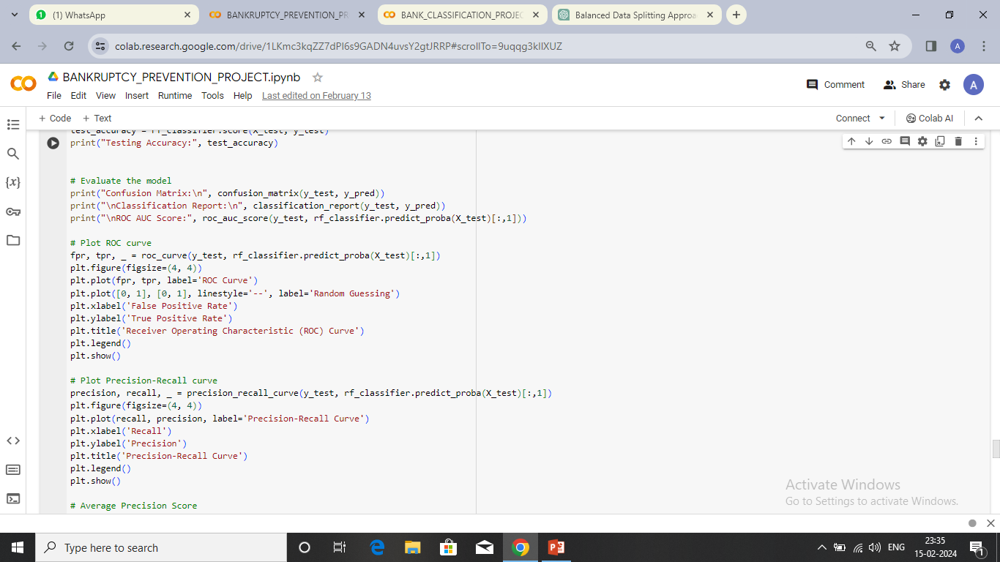 (1) WhatsApp
BANKRUPTCY_PREVENTION_PR
BANK_CLASSIFICATION_PROJEC
Balanced Data Splitting Approa
colab.research.google.com/drive/1LKmc3kqZZ7dPl6s9GADN4uvsY2gtJRRP#scrollTo=9uqqg3kIlXUZ
A
CO
BANKRUPTCY_PREVENTION_PROJECT.ipynb
Comment
Share
A
File Edit View Insert Runtime Tools Help Last edited on February 13
+ Code + Text
Connect
Colab AI
{x}
test_accuracy = rf_classifier.score(X_test, y_test)
print("Testing Accuracy:", test_accuracy)
# Evaluate the model
print("Confusion Matrix:\n", confusion_matrix(y_test, y_pred))
print("\nClassification Report:\n", classification_report(y_test, y_pred))
print("\nROC AUC Score:", roc_auc_score(y_test, rf_classifier.predict_proba(X_test)[:,1]))
# Plot ROC curve
fpr, tpr, _ = roc_curve(y_test, rf_classifier.predict_proba(X_test)[:,1])
plt.figure(figsize=(4, 4))
plt.plot(fpr, tpr, label='ROC Curve')
plt.plot([0, 1], [0, 1], linestyle='--', label='Random Guessing')
plt.xlabel('False Positive Rate')
plt.ylabel('True Positive Rate')
plt.title('Receiver Operating Characteristic (ROC) Curve')
plt.legend()
plt.show()
# Plot Precision-Recall curve
precision, recall, _ = precision_recall_curve(y_test, rf_classifier.predict_proba(X_test)[:,1])
plt.figure(figsize=(4, 4))
plt.plot(recall, precision, label='Precision-Recall Curve')
plt.xlabel('Recall')
plt.ylabel('Precision')
plt.title('Precision-Recall Curve')
plt.legend()
plt.show()
# Average Precision Score
Activate Windows
Go to Settings to activate Windows.
Type here to search
ENG
23:35
15-02-2024
1